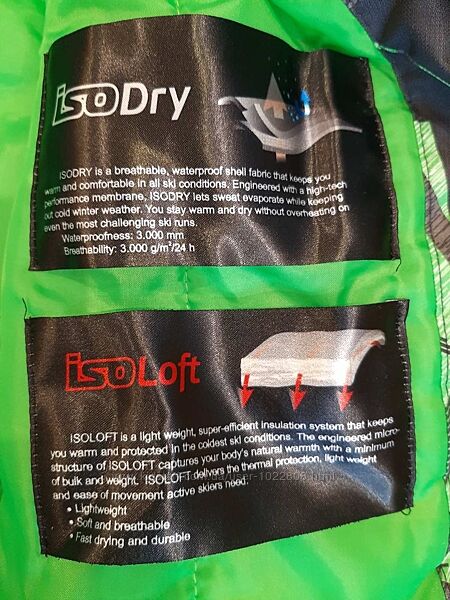 isoDry
ISODRY is a breathable, waterproof shell fabric that keeps you
warm and comfortable in all ski conditions. Engineered with a high-tech
performance membrane, ISODRY lets sweat evaporate while keeping
out cold winter weather. You stay warm and dry without overheating on
even the most challenging ski runs.
Waterproofness: 3.000 mm
Breathability: 3.000 g/m²/24 h
isoLoft
ISOLOFT is a light weight, super-efficient insulation system that keeps
you warm and protected in the coldest ski conditions. The engineered micro-
structure of ISOLOFT captures your body's natural warmth with a minimum
of bulk and weight. ISOLOFT delivers the thermal protection, light weight
and ease of movement active skiers need.
• Lightweight
• Soft and breathable
• Fast drying and durable